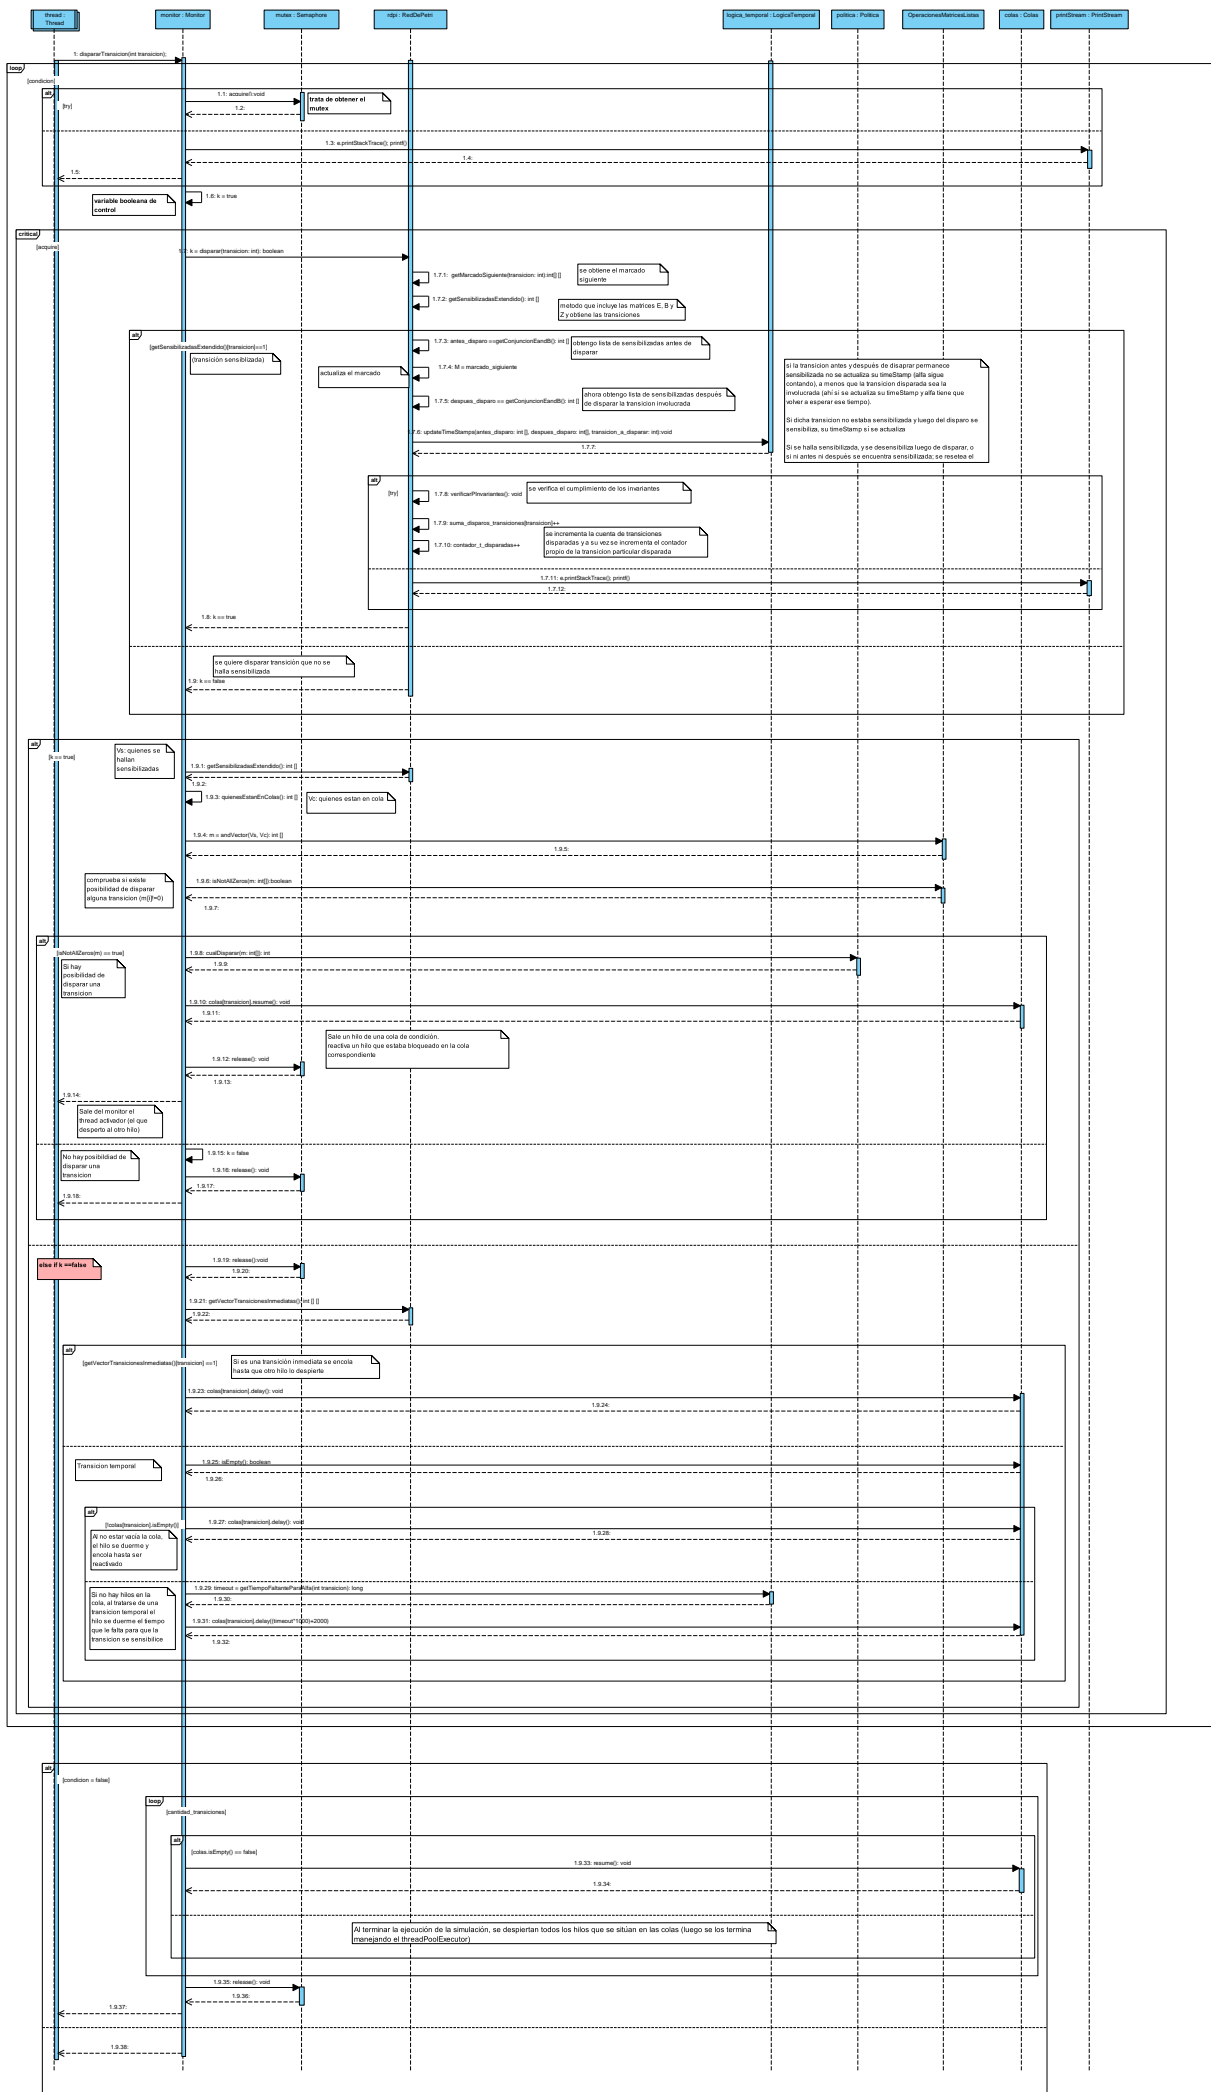 thread :
Thread
monitor : Monitor
mutex : Semaphore
rdpi : RedDePetri
logica_temporal : LogicaTemporal
politica : Politica
OperacionesMatricesListas
colas : Colas
printStream : PrintStream
1: dispararTransicion(int transicion);
loop
[condicion]
alt
[try]
1.1: acquire():void
trata de obtener el
mutex
1.2:
1.3: e.printStackTrace(); printf()
1.4:
1.5:
variable booleana de
control
1.6: k = true
critical
[acquire]
1.7: k = disparar(transicion: int): boolean
1.7.1: getMarcadoSiguiente(transicion: int):int[] []
se obtiene el marcado
siguiente
1.7.2: getSensibilizadasExtendido(): int []
metodo que incluye las matrices E, B y
Z y obtiene las transiciones
alt
[getSensibilizadasExtendido()[transicion]==1]
(transición sensiblizada)
1.7.3: antes_disparo ==getConjuncionEandB(): int []
obtengo lista de sensibilizadas antes de
disparar
actualiza el marcado
1.7.4: M = marcado_siguiente
1.7.5: despues_disparo == getConjuncionEandB(): int []
ahora obtengo lista de sensibilizadas después
de disparar la transicion involucrada
si la transicion antes y después de disaprar permanece
sensibilizada no se actualiza su timeStamp (alfa sigue
contando), a menos que la transicion disparada sea la
involucrada (ahí si se actualiza su timeStamp y alfa tiene que
volver a esperar ese tiempo).
Si dicha transicion no estaba sensibilizada y luego del disparo se
sensibiliza, su timeStamp sí se actualiza
Si se halla sensibilizada, y se desensibiliza luego de disparar, o
si ni antes ni después se encuentra sensibilizada; se resetea el
1.7.6: updateTimeStamps(antes_disparo: int [], despues_disparo: int[], transicion_a_disparar: int):void
1.7.7:
alt
[try]
1.7.8: verificarPInvariantes(): void
se verifica el cumplimiento de los invariantes
1.7.9: suma_disparos_transiciones[transicion]++
1.7.10: contador_t_disparadas++
se incrementa la cuenta de transiciones
disparadas y a su vez se incrementa el contador
propio de la transicion particular disparada
1.7.11: e.printStackTrace(); printf()
1.7.12:
1.8: k == true
se quiere disparar transición que no se
halla sensibilizada
1.9: k == false
alt
[k == true]
Vs: quienes se
hallan
sensibilizadas
1.9.1: getSensibilizadasExtendido(): int []
1.9.2:
1.9.3: quienesEstanEnColas(): int []
Vc: quienes estan en cola
1.9.4: m = andVector(Vs, Vc): int []
1.9.5:
comprueba si existe
posibilidad de disparar
alguna transicion (m[i]!=0)
1.9.6: isNotAllZeros(m: int[]):boolean
1.9.7:
alt
[isNotAllZeros(m) == true]
Si hay
posibilidad de
disparar una
transicion
1.9.8: cualDisparar(m: int[]): int
1.9.9:
1.9.10: colas[transicion].resume(): void
1.9.11:
Sale un hilo de una cola de condición.
reactiva un hilo que estaba bloqueado en la cola
correspondiente
1.9.12: release(): void
1.9.13:
1.9.14:
Sale del monitor el
thread activador (el que
desperto al otro hilo)
No hay posibilidiad de
disparar una
transicion
1.9.15: k = false
1.9.16: release(): void
1.9.17:
1.9.18:
else if k ==false
1.9.19: release():void
1.9.20:
1.9.21: getVectorTransicionesInmediatas(): int [] []
1.9.22:
alt
[getVectorTransicionesInmediatas()[transicion] ==1]
Si es una transición inmediata se encola
hasta que otro hilo lo despierte
1.9.23: colas[transicion].delay(): void
1.9.24:
Transicion temporal
1.9.25: isEmpty(): boolean
1.9.26:
alt
[!colas[transicion].isEmpty()]
Al no estar vacía la cola,
el hilo se duerme y
encola hasta ser
reactivado
1.9.27: colas[transicion].delay(): void
1.9.28:
Si no hay hilos en la
cola, al tratarse de una
transicion temporal el
hilo se duerme el tiempo
que le falta para que la
transicion se sensibilice
1.9.29: timeout = getTiempoFaltanteParaAlfa(int transicion): long
1.9.30:
1.9.31: colas[transicion].delay((timeout*1000)+2000)
1.9.32:
alt
[condicion = false]
loop
[cantidad_transiciones]
alt
[colas.isEmpty() == false]
1.9.33: resume(): void
1.9.34:
Al terminar la ejecución de la simulación, se despiertan todos los hilos que se sitúan en las colas (luego se los termina
manejando el threadPoolExecutor)
1.9.35: release(): void
1.9.36:
1.9.37:
1.9.38: